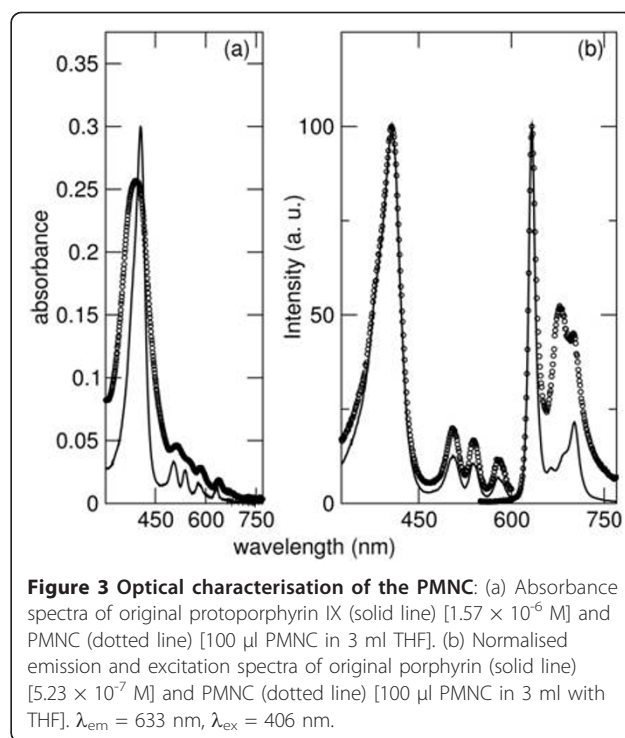 (a)
(b)
0.35
0.3
0.25
0.2
0.15
0.1
0.05
0
absorbance
100
50
0
Intensity (a. u.)
450 600 750
450 600 750
wavelength (nm)
Figure 3 Optical characterisation of the PMNC: (a) Absorbance
spectra of original protoporphyrin IX (solid line) [1.57 × 10⁻⁶ M] and
PMNC (dotted line) [100 μl PMNC in 3 ml THF]. (b) Normalised
emission and excitation spectra of original porphyrin (solid line)
[5.23 × 10⁻⁷ M] and PMNC (dotted line) [100 μl PMNC in 3 ml with
THF]. λem = 633 nm, λex = 406 nm.